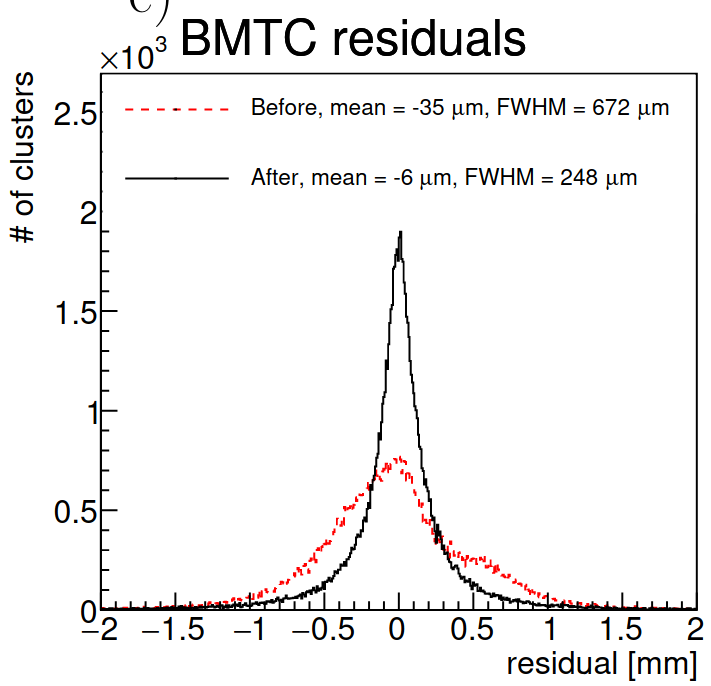 c)
BMTC residuals
×10³
# of clusters
Before, mean = -35 μm, FWHM = 672 μm
After, mean = -6 μm, FWHM = 248 μm
2.5
2
1.5
1
0.5
0
−2 −1.5 −1 −0.5 0 0.5 1 1.5 2
residual [mm]